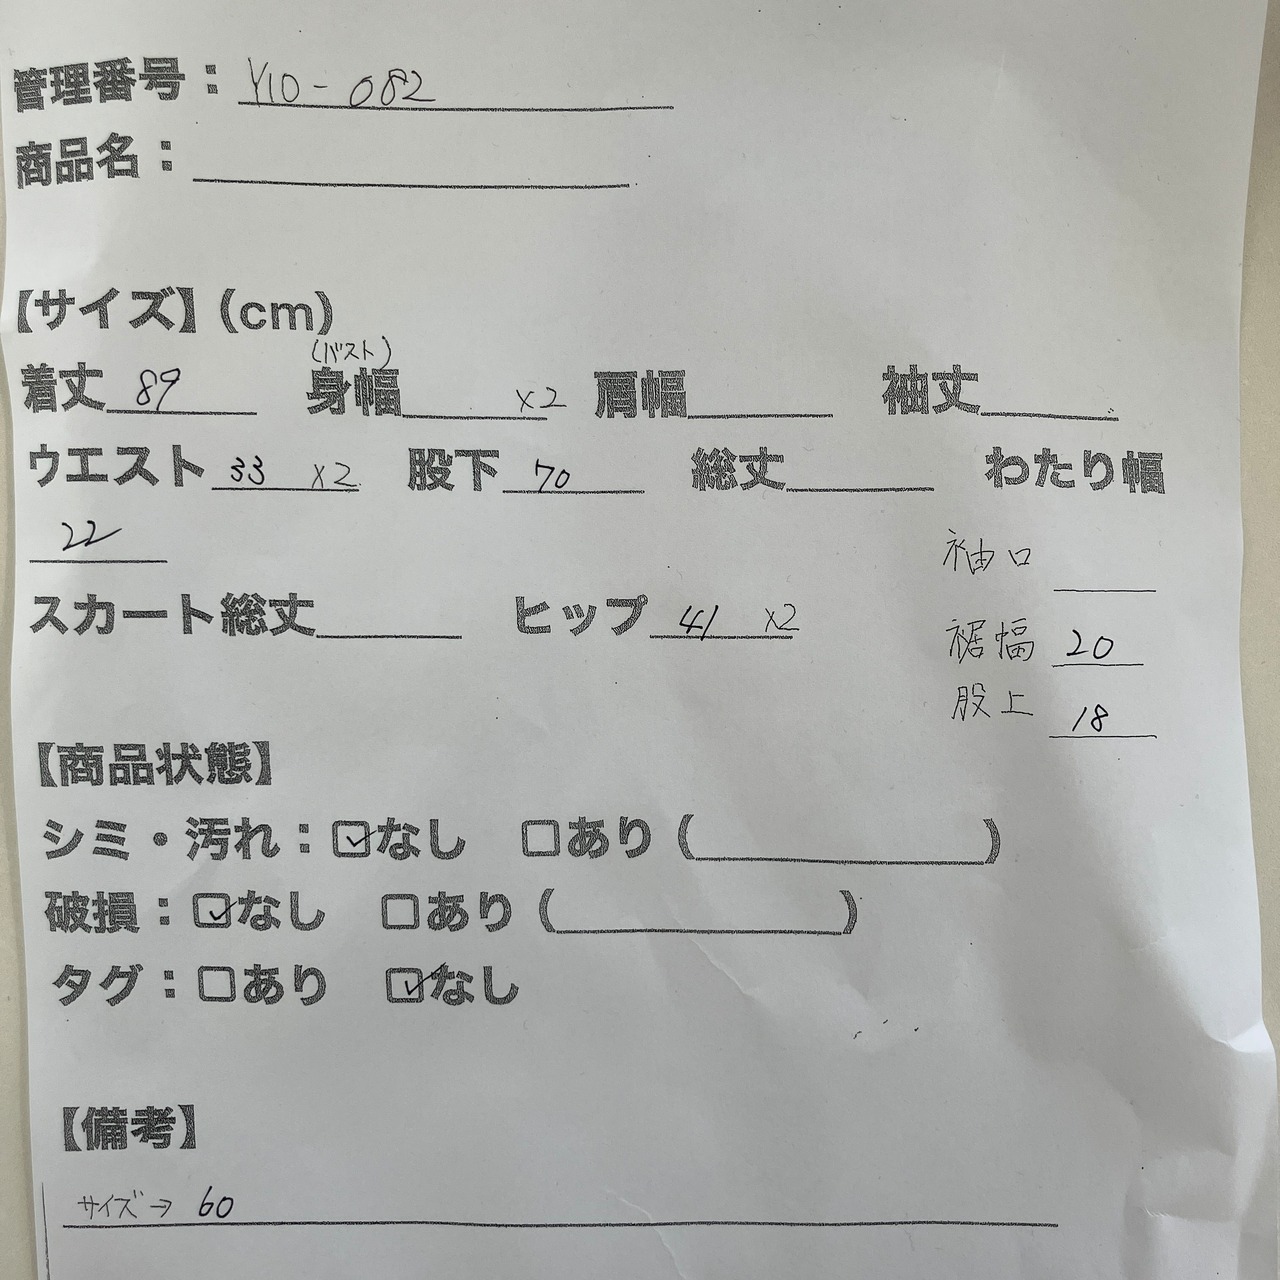 管理番号：Y10-082
商品名：
【サイズ】(cm)
(バスト)
着丈 89 身幅 ×2 肩幅 袖丈
ウエスト 33 ×2 股下 70 総丈 わたり幅
22
袖口
スカート総丈 ヒップ 41 ×2
裾幅 20
股上 18
【商品状態】
シミ・汚れ：☑なし □あり ( )
破損：☑なし □あり ( )
タグ：□あり ☑なし
【備考】
サイズ→ 60